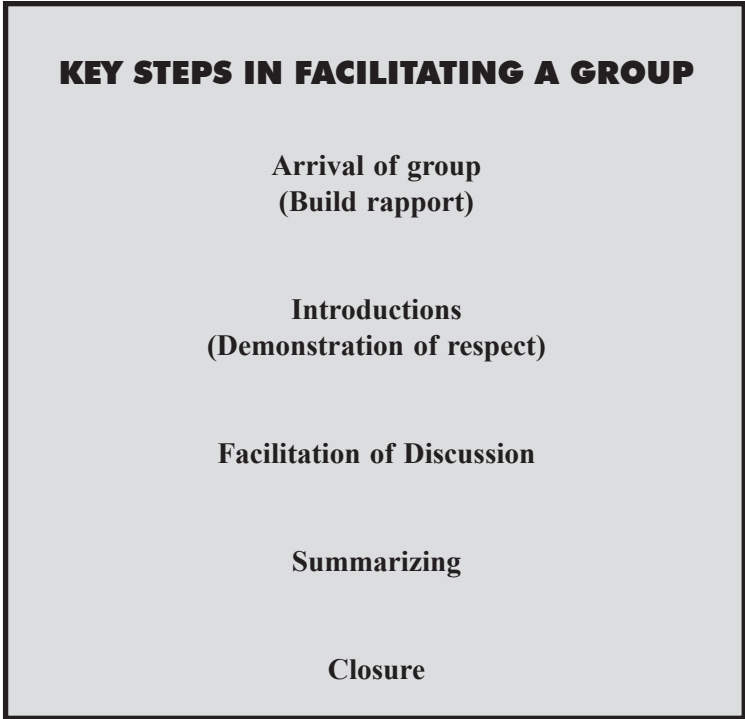 KEY STEPS IN FACILITATING A GROUP
Arrival of group
(Build rapport)
Introductions
(Demonstration of respect)
Facilitation of Discussion
Summarizing
Closure